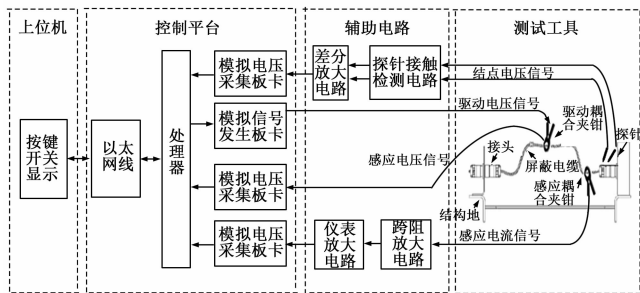 上位机
控制平台
辅助电路
测试工具
按键
开关
显示
以太
网线
处理器
模拟电压
采集板卡
模拟信号
发生板卡
模拟电压
采集板卡
模拟电压
采集板卡
差分
放大
电路
探针接触
检测电路
结点电压信号
驱动电压信号
感应电压信号
仪表
放大
电路
跨阻
放大
电路
感应电流信号
驱动耦
合夹钳
探针
接头
屏蔽电缆
感应耦
合夹钳
结构地